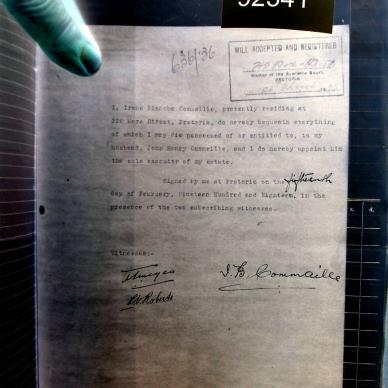 92541
636/36
WILL ACCEPTED AND REGISTERED
Master of the Supreme Court,
PRETORIA
I, Irene Blanche Commaille, presently residing at
Street, Pretoria, do hereby bequeath everything
of which I may die possessed of or entitled to, to my
husband, John Henry Commaille, and I do hereby appoint him
the sole executor of my estate.
Signed by me at Pretoria on the fifteenth
day of February, Nineteen Hundred and Eighteen, in the
presence of the two subscribing witnesses.
Witnesses:-
I. B. Commaille
Roberts
s. d.